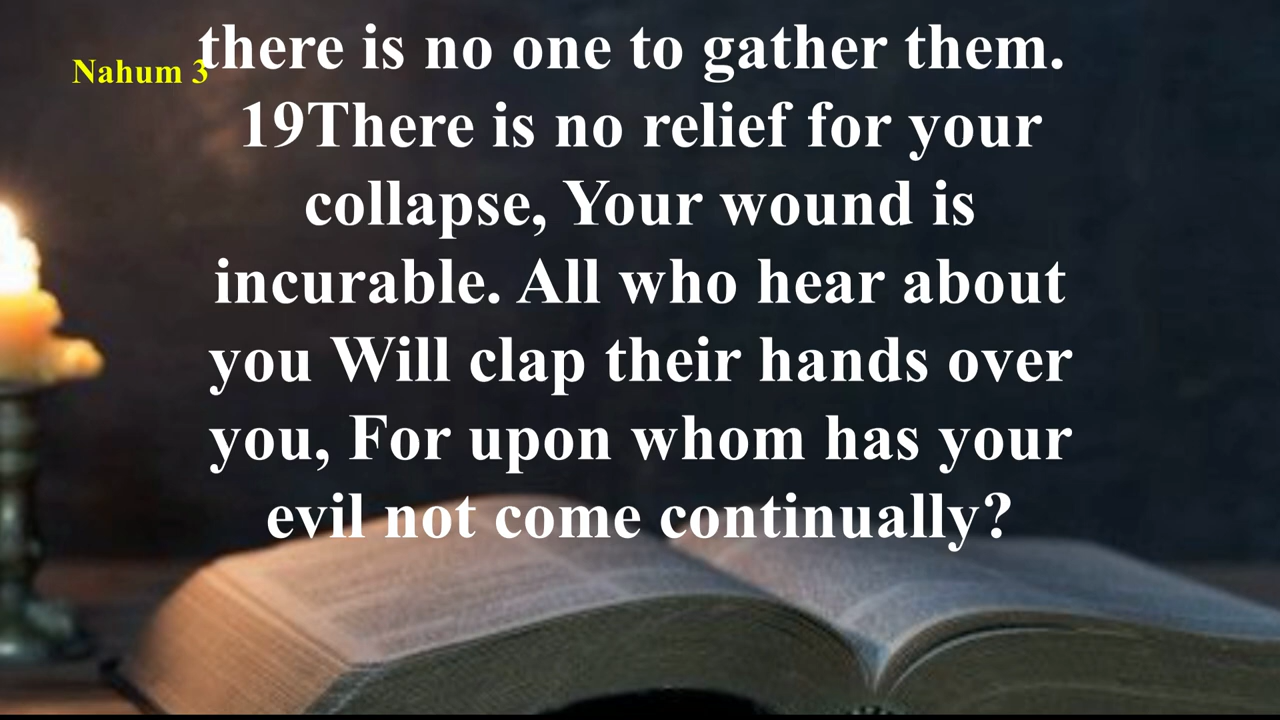 there is no one to gather them.
Nahum 3
19There is no relief for your
collapse, Your wound is
incurable. All who hear about
you Will clap their hands over
you, For upon whom has your
evil not come continually?